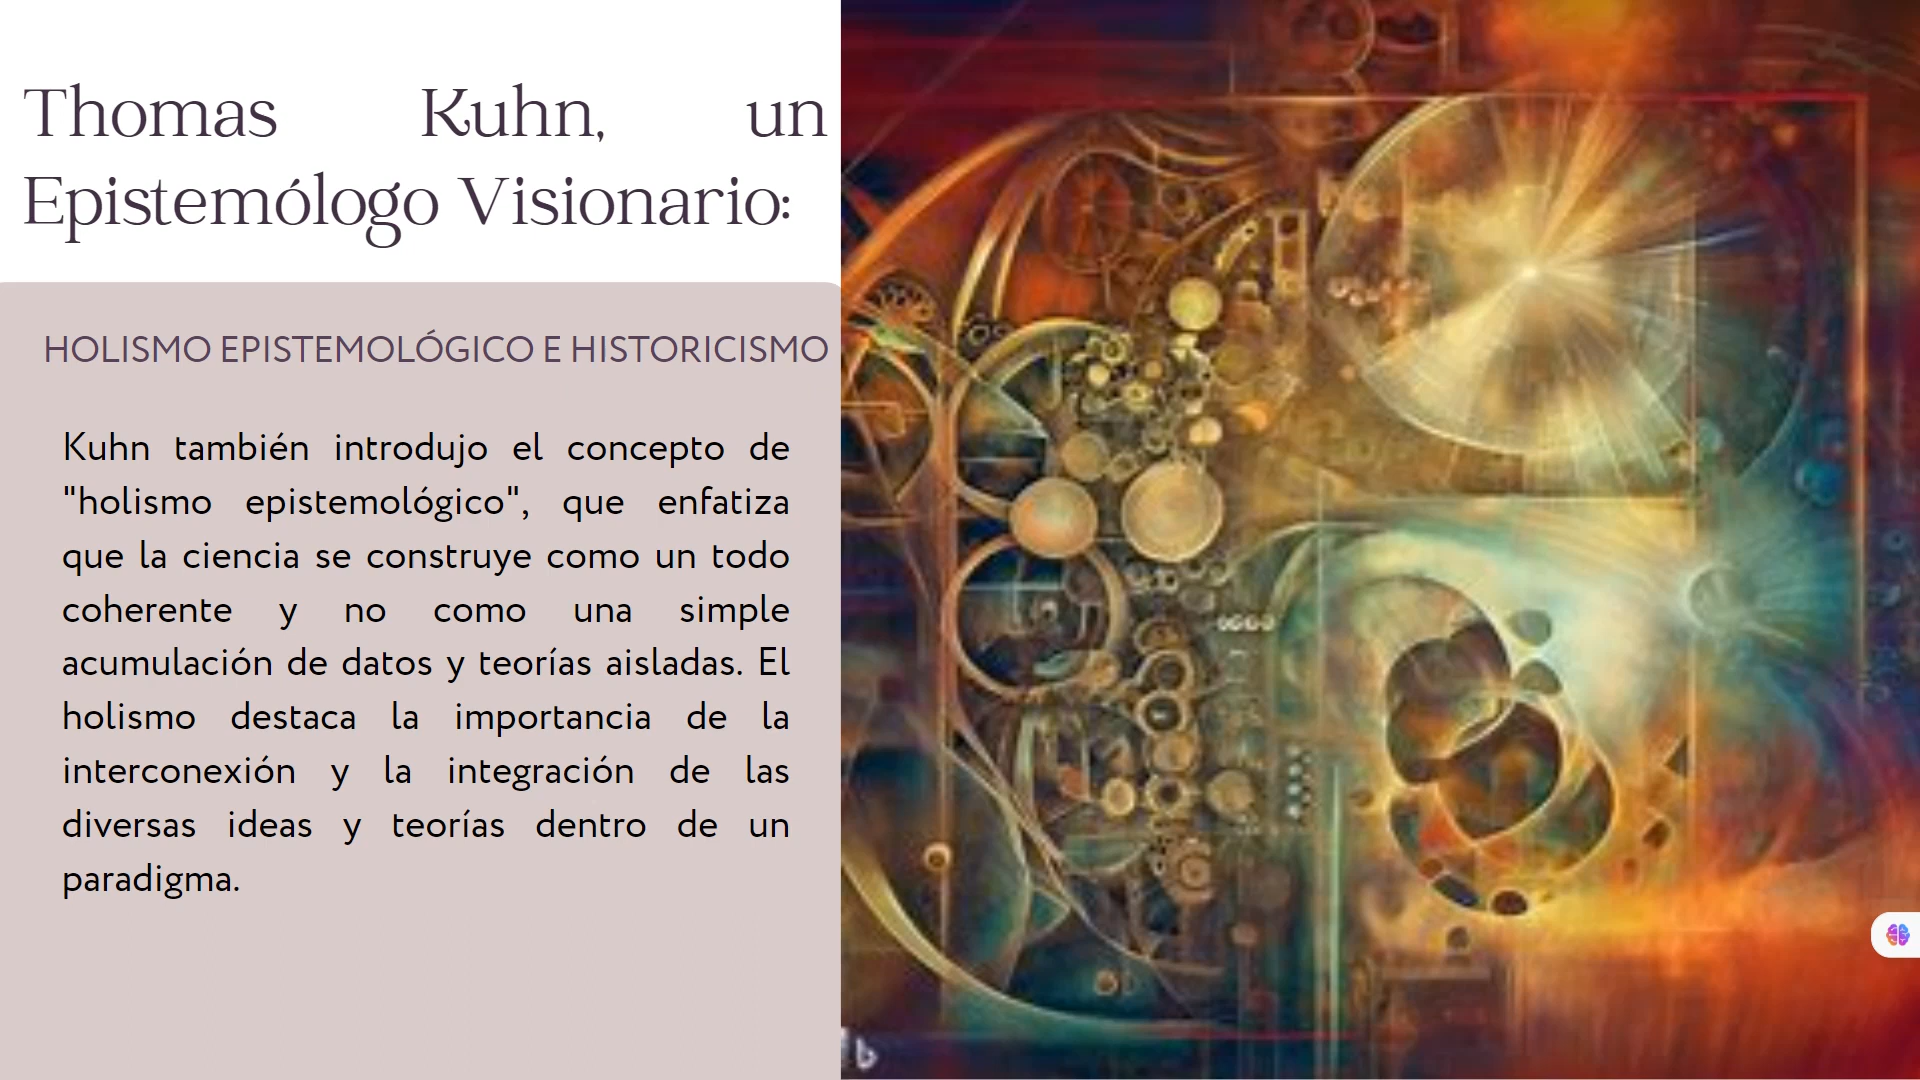 Thomas Kuhn, un
Epistemólogo Visionario:
HOLISMO EPISTEMOLÓGICO E HISTORICISMO
Kuhn también introdujo el concepto de
"holismo epistemológico", que enfatiza
que la ciencia se construye como un todo
coherente y no como una simple
acumulación de datos y teorías aisladas. El
holismo destaca la importancia de la
interconexión y la integración de las
diversas ideas y teorías dentro de un
paradigma.
b